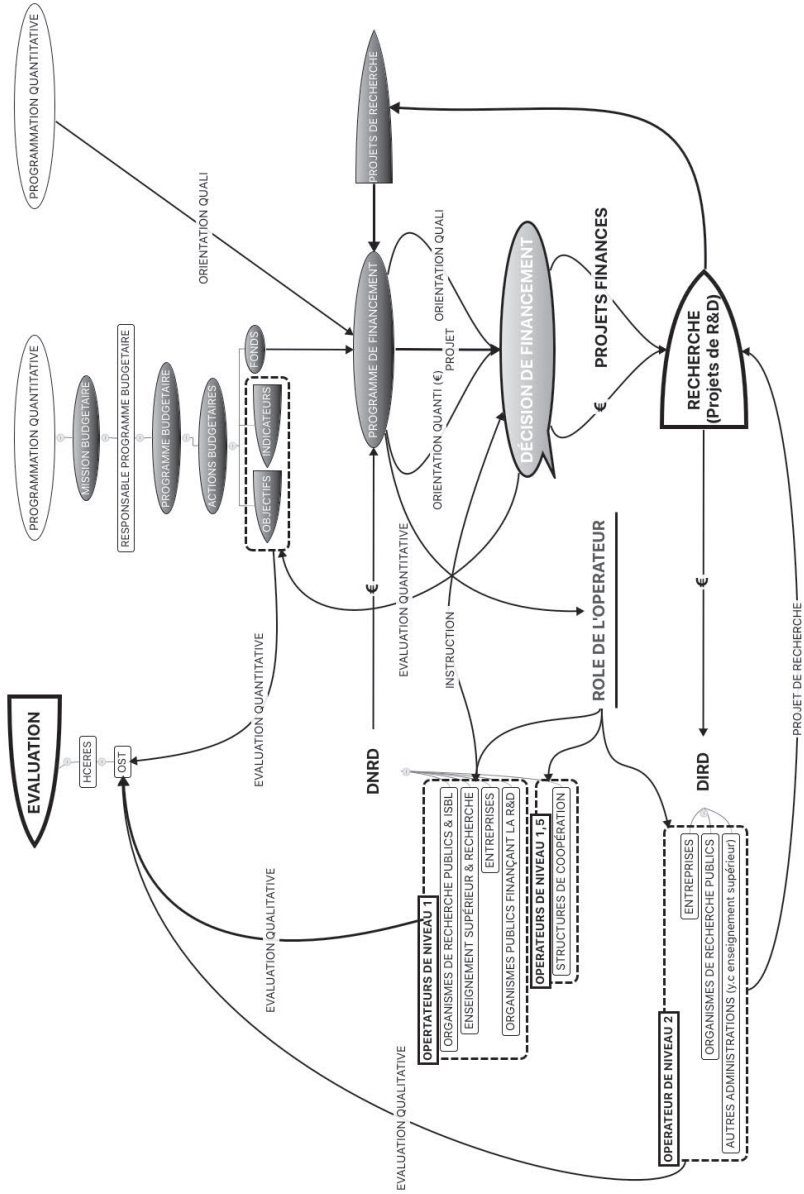 EVALUATION
HCERES
OST
PROGRAMMATION QUANTITATIVE
MISSION BUDGETAIRE
RESPONSABLE PROGRAMME BUDGETAIRE
PROGRAMME BUDGETAIRE
ACTIONS BUDGETAIRES
OBJECTIFS
INDICATEURS
FONDS
PROGRAMMATION QUANTITATIVE
ORIENTATION QUALI
EVALUATION QUALITATIVE
EVALUATION QUANTITATIVE
EVALUATION QUALITATIVE
DNRD
€
PROGRAMME DE FINANCEMENT
PROJETS DE RECHERCHE
EVALUATION QUANTITATIVE
ORIENTATION QUANTI (€)
PROJET
ORIENTATION QUALI
INSTRUCTION
OPERTATEURS DE NIVEAU 1
ORGANISMES DE RECHERCHE PUBLICS & ISBL
ENSEIGNEMENT SUPÉRIEUR & RECHERCHE
ENTREPRISES
ORGANISMES PUBLICS FINANÇANT LA R&D
DÉCISION DE FINANCEMENT
OPERATEURS DE NIVEAU 1,5
STRUCTURES DE COOPÉRATION
ROLE DE L'OPERATEUR
€
PROJETS FINANCES
OPERATEUR DE NIVEAU 2
ENTREPRISES
ORGANISMES DE RECHERCHE PUBLICS
AUTRES ADMINISTRATIONS (y.c enseignement supérieur)
DIRD
€
RECHERCHE
(Projets de R&D)
PROJET DE RECHERCHE